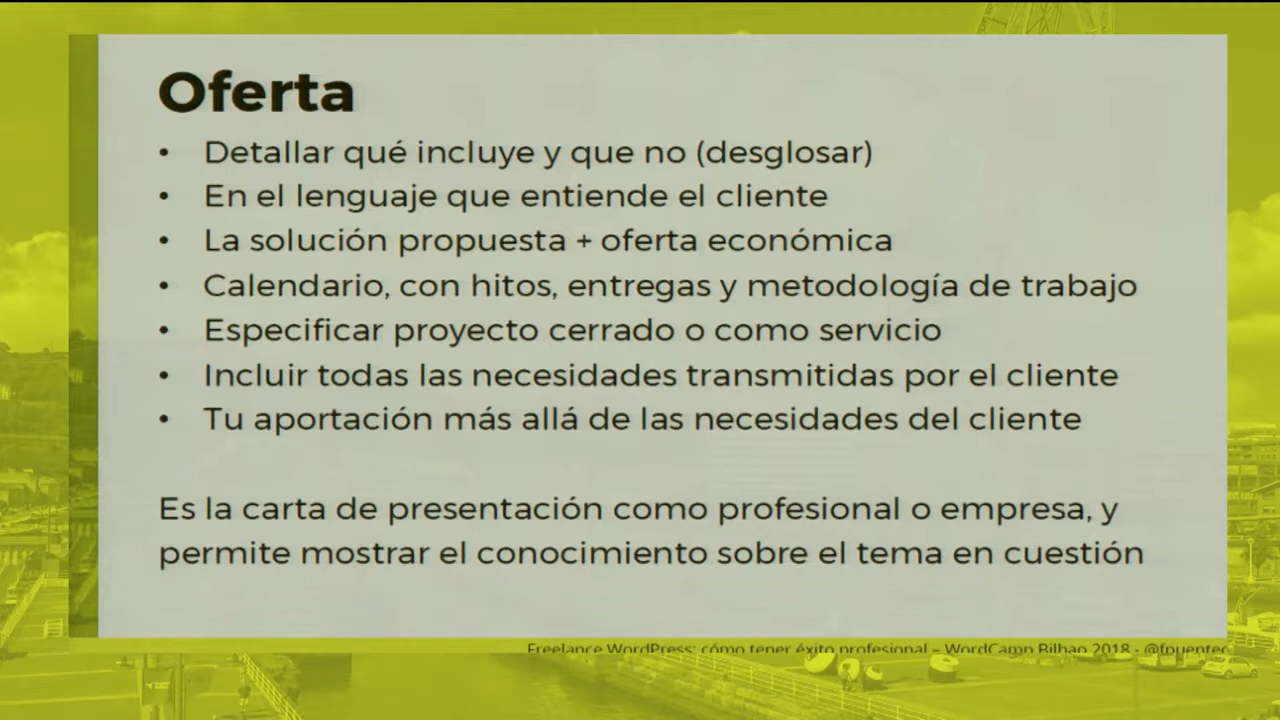 Oferta
• Detallar qué incluye y que no (desglosar)
• En el lenguaje que entiende el cliente
• La solución propuesta + oferta económica
• Calendario, con hitos, entregas y metodología de trabajo
• Especificar proyecto cerrado o como servicio
• Incluir todas las necesidades transmitidas por el cliente
• Tu aportación más allá de las necesidades del cliente
Es la carta de presentación como profesional o empresa, y
permite mostrar el conocimiento sobre el tema en cuestión
Freelance WordPress: cómo tener éxito profesional – WordCamp Bilbao 2018 - @fpuentec